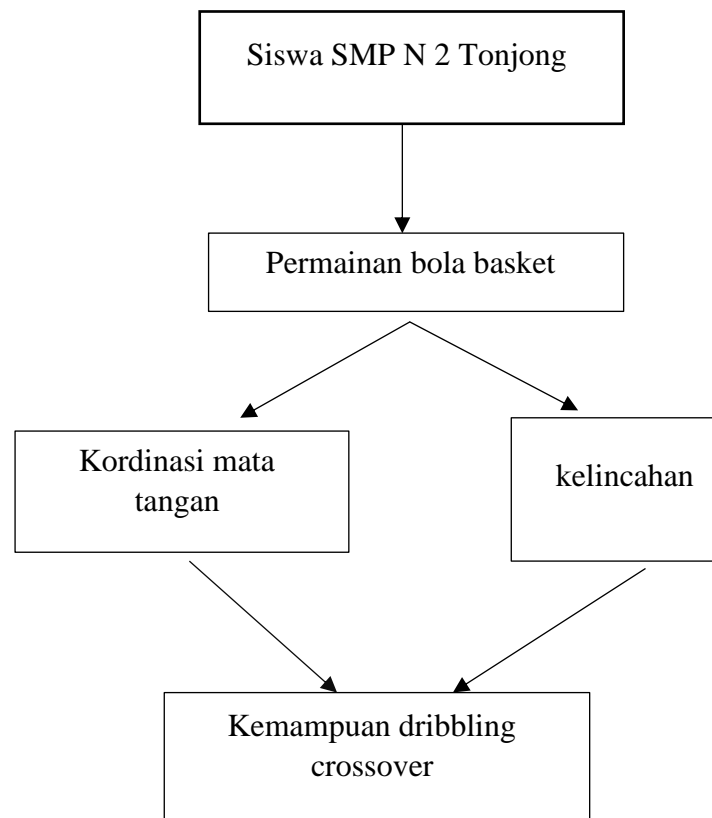 Siswa SMP N 2 Tonjong
Permainan bola basket
Kordinasi mata
tangan
kelincahan
Kemampuan dribbling
crossover